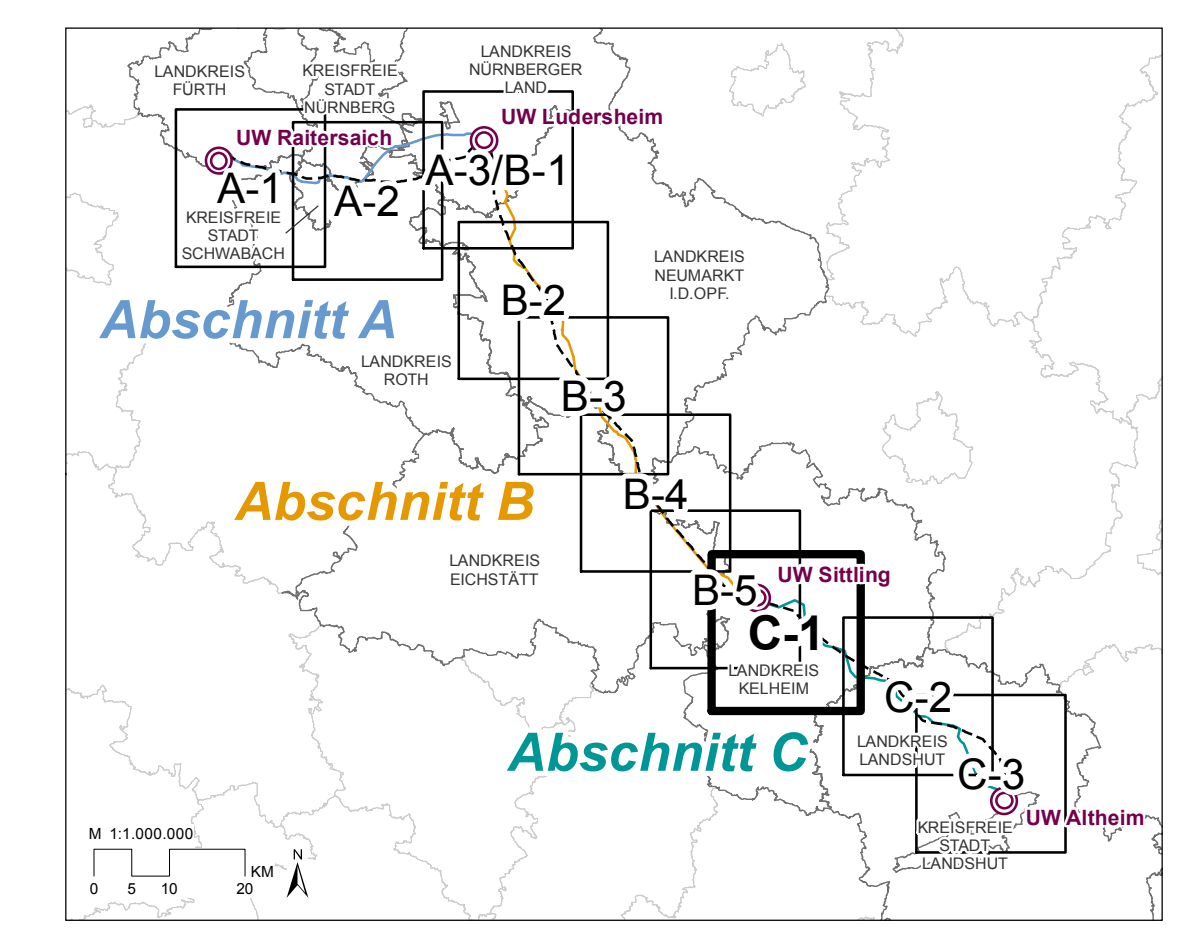 LANDKREIS
FÜRTH
KREISFREIE
STADT
NÜRNBERG
LANDKREIS
NÜRNBERGER
LAND
UW Raitersaich
UW Ludersheim
A-1
A-2
A-3/B-1
KREISFREIE
STADT
SCHWABACH
LANDKREIS
NEUMARKT
I.D.OPF.
B-2
Abschnitt A
LANDKREIS
ROTH
B-3
Abschnitt B
B-4
LANDKREIS
EICHSTÄTT
UW Sittling
B-5
C-1
LANDKREIS
KELHEIM
C-2
Abschnitt C
LANDKREIS
LANDSHUT
C-3
UW Altheim
KREISFREIE
STADT
LANDSHUT
M 1:1.000.000
KM
0 5 10 20
N